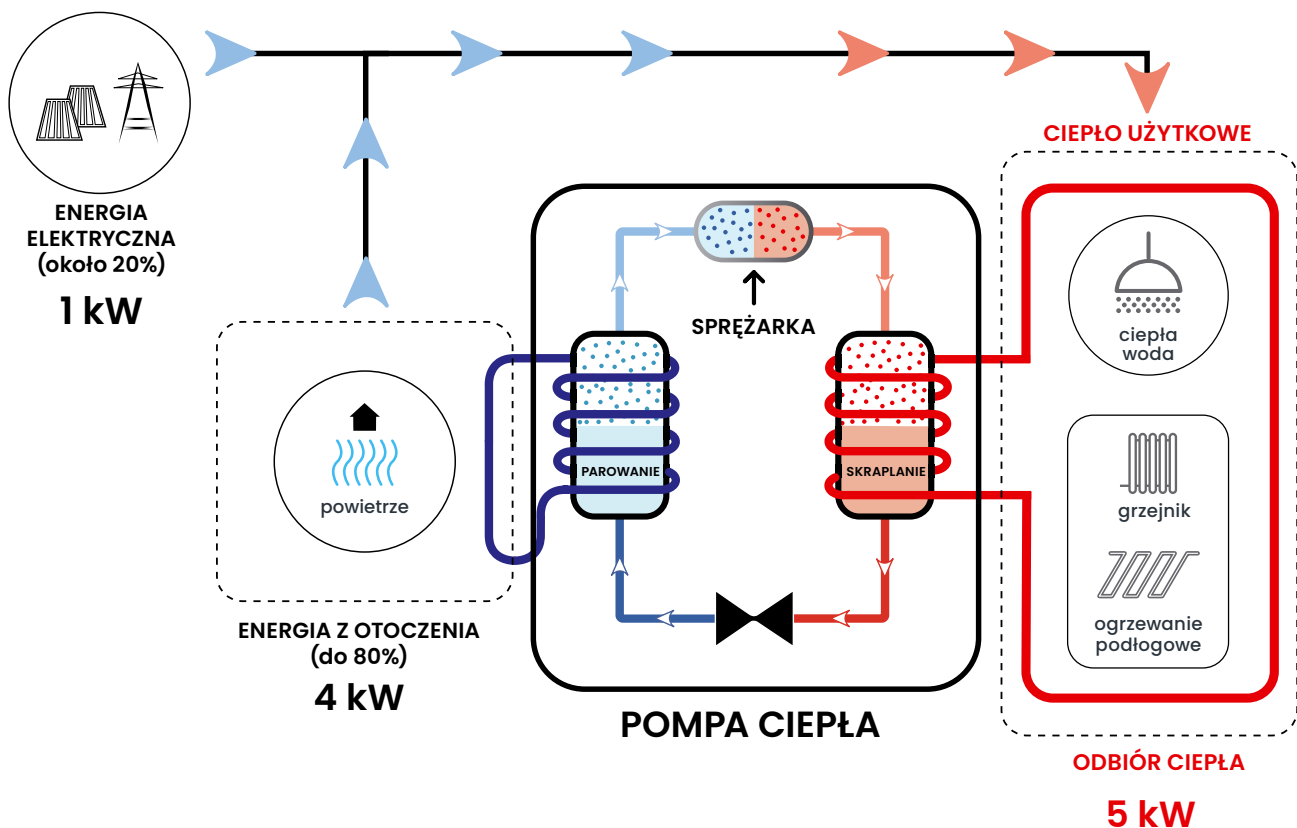 ENERGIA
ELEKTRYCZNA
(około 20%)
1 kW
CIEPŁO UŻYTKOWE
SPRĘŻARKA
ciepła
woda
PAROWANIE
SKRAPLANIE
powietrze
grzejnik
ogrzewanie
podłogowe
ENERGIA Z OTOCZENIA
(do 80%)
4 kW
POMPA CIEPŁA
ODBIÓR CIEPŁA
5 kW